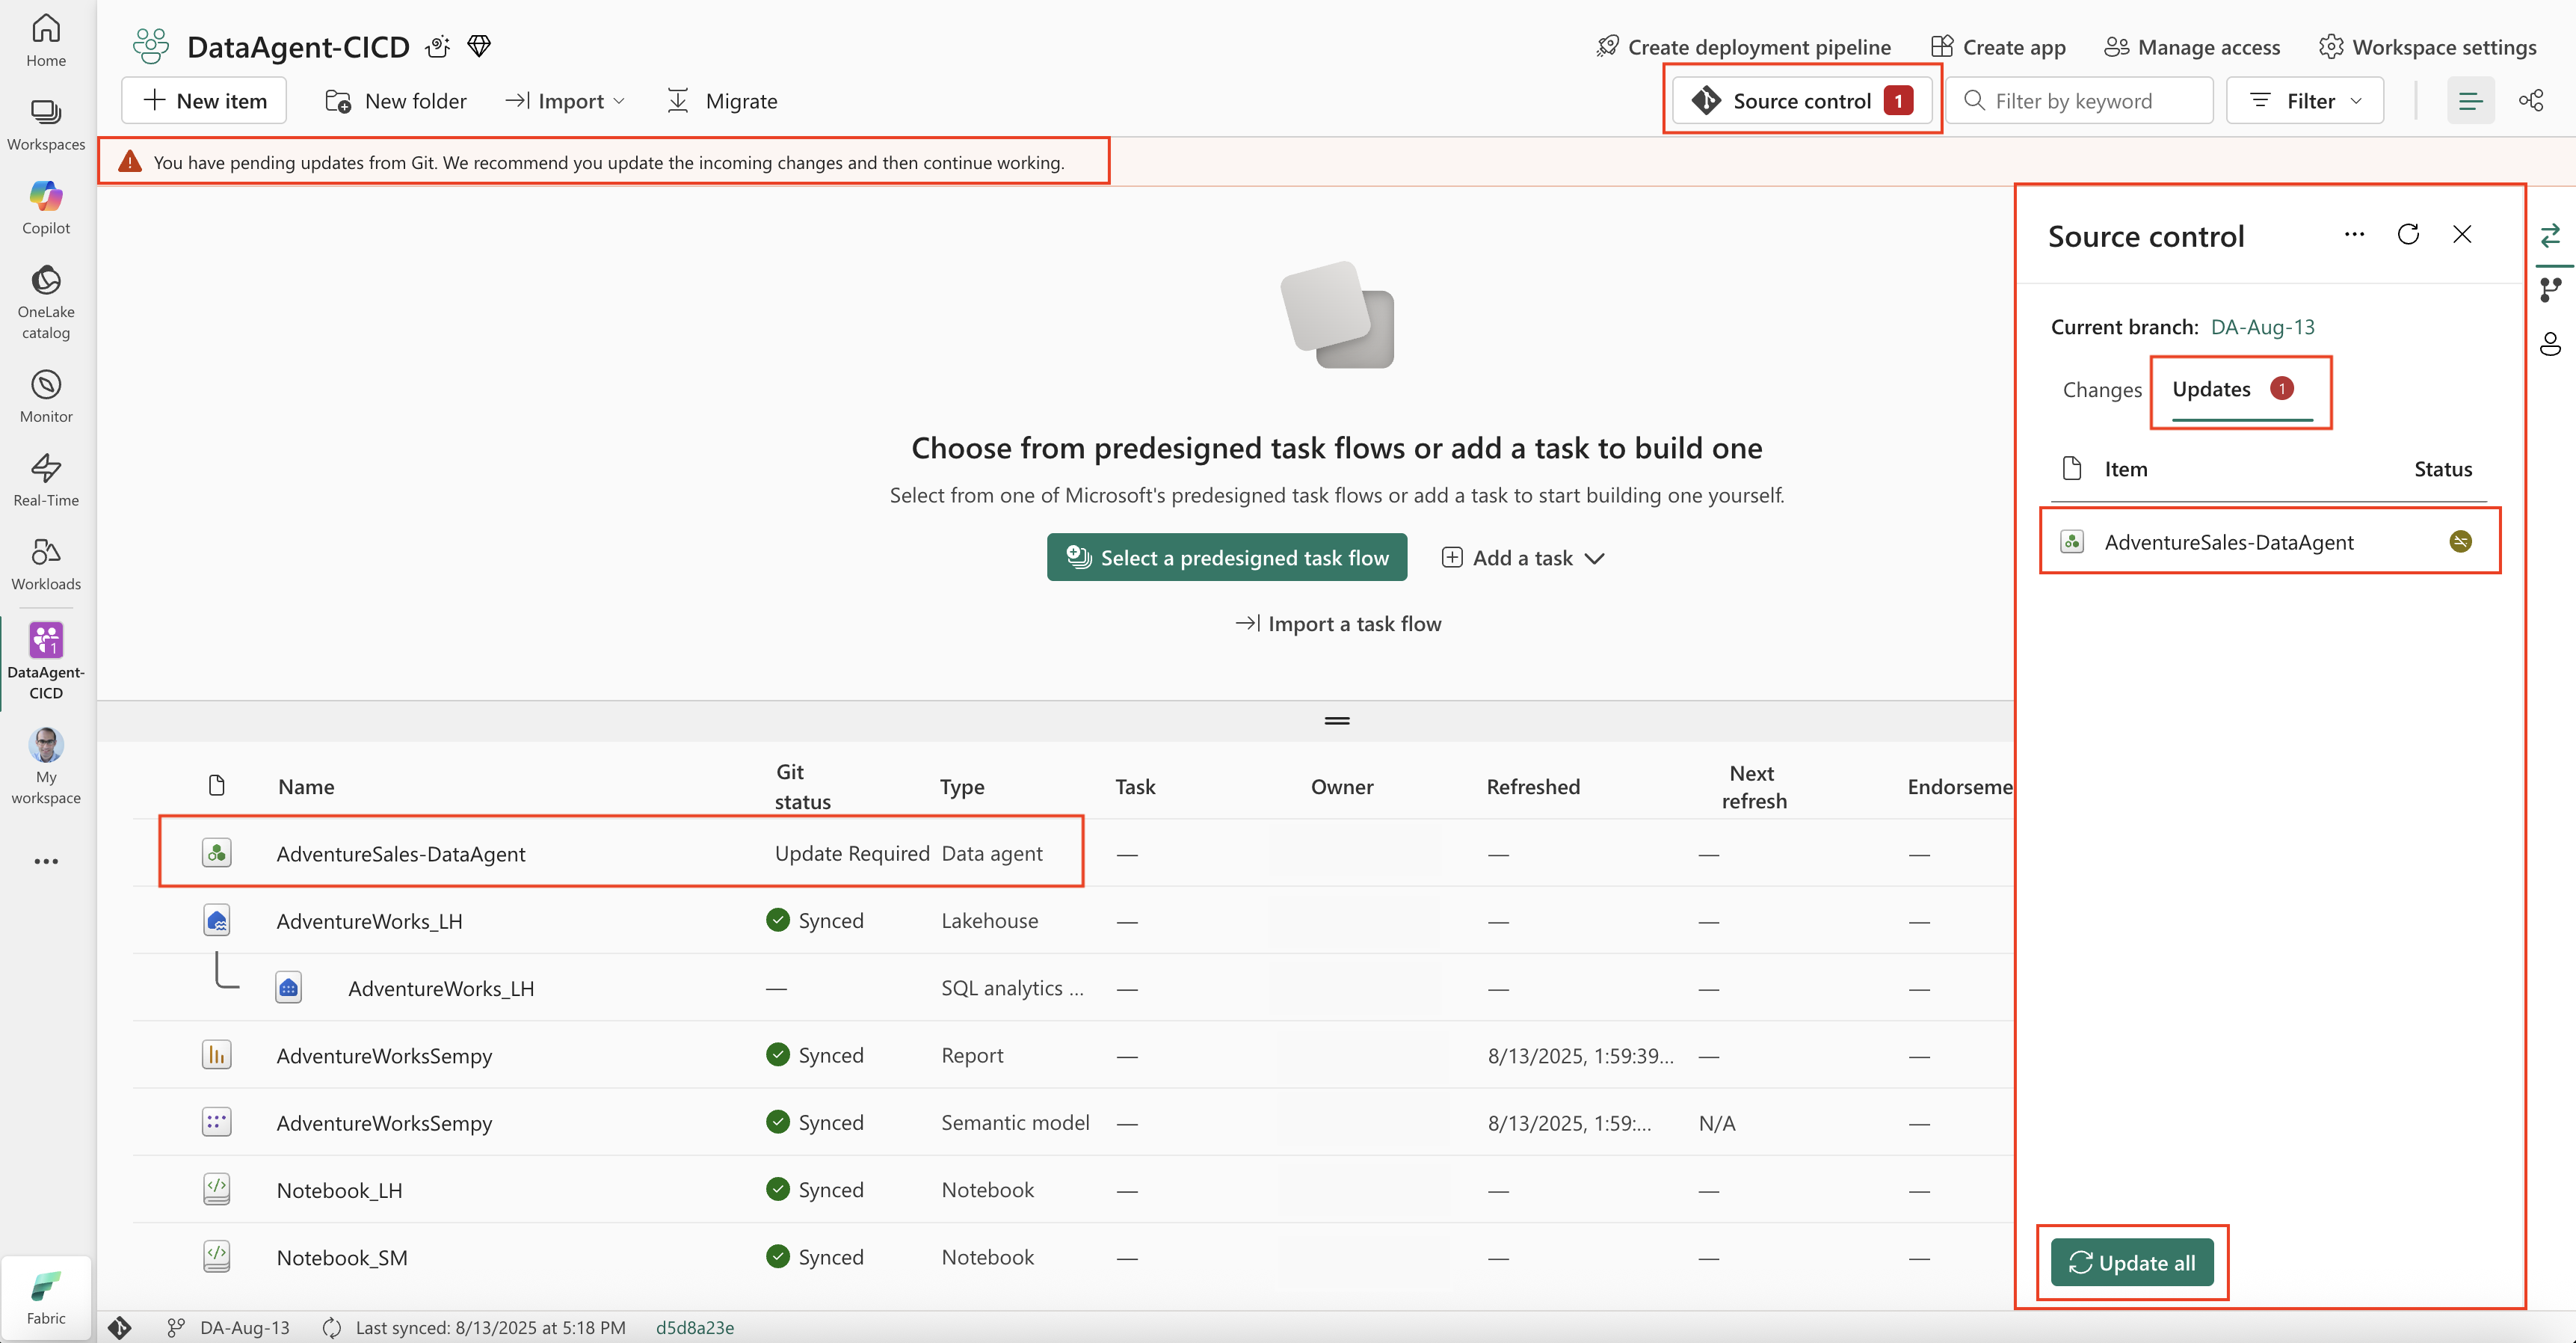 Home
Workspaces
Copilot
OneLake
catalog
Monitor
Real-Time
Workloads
1
DataAgent-
CICD
My
workspace
Fabric
DataAgent-CICD
Create deployment pipeline
Create app
Manage access
Workspace settings
New item
New folder
Import
Migrate
Source control 1
Filter by keyword
Filter
You have pending updates from Git. We recommend you update the incoming changes and then continue working.
Choose from predesigned task flows or add a task to build one
Select from one of Microsoft's predesigned task flows or add a task to start building one yourself.
Select a predesigned task flow
Add a task
Import a task flow
Source control
Current branch: DA-Aug-13
Changes Updates 1
Item Status
AdventureSales-DataAgent
Update all
Name Git status Type Task Owner Refreshed Next refresh Endorseme
AdventureSales-DataAgent Update Required Data agent — — — —
AdventureWorks_LH Synced Lakehouse — — — —
AdventureWorks_LH — SQL analytics ... — — — —
AdventureWorksSempy Synced Report — 8/13/2025, 1:59:39... — —
AdventureWorksSempy Synced Semantic model — 8/13/2025, 1:59:... N/A —
Notebook_LH Synced Notebook — — — —
Notebook_SM Synced Notebook — — — —
DA-Aug-13 Last synced: 8/13/2025 at 5:18 PM d5d8a23e